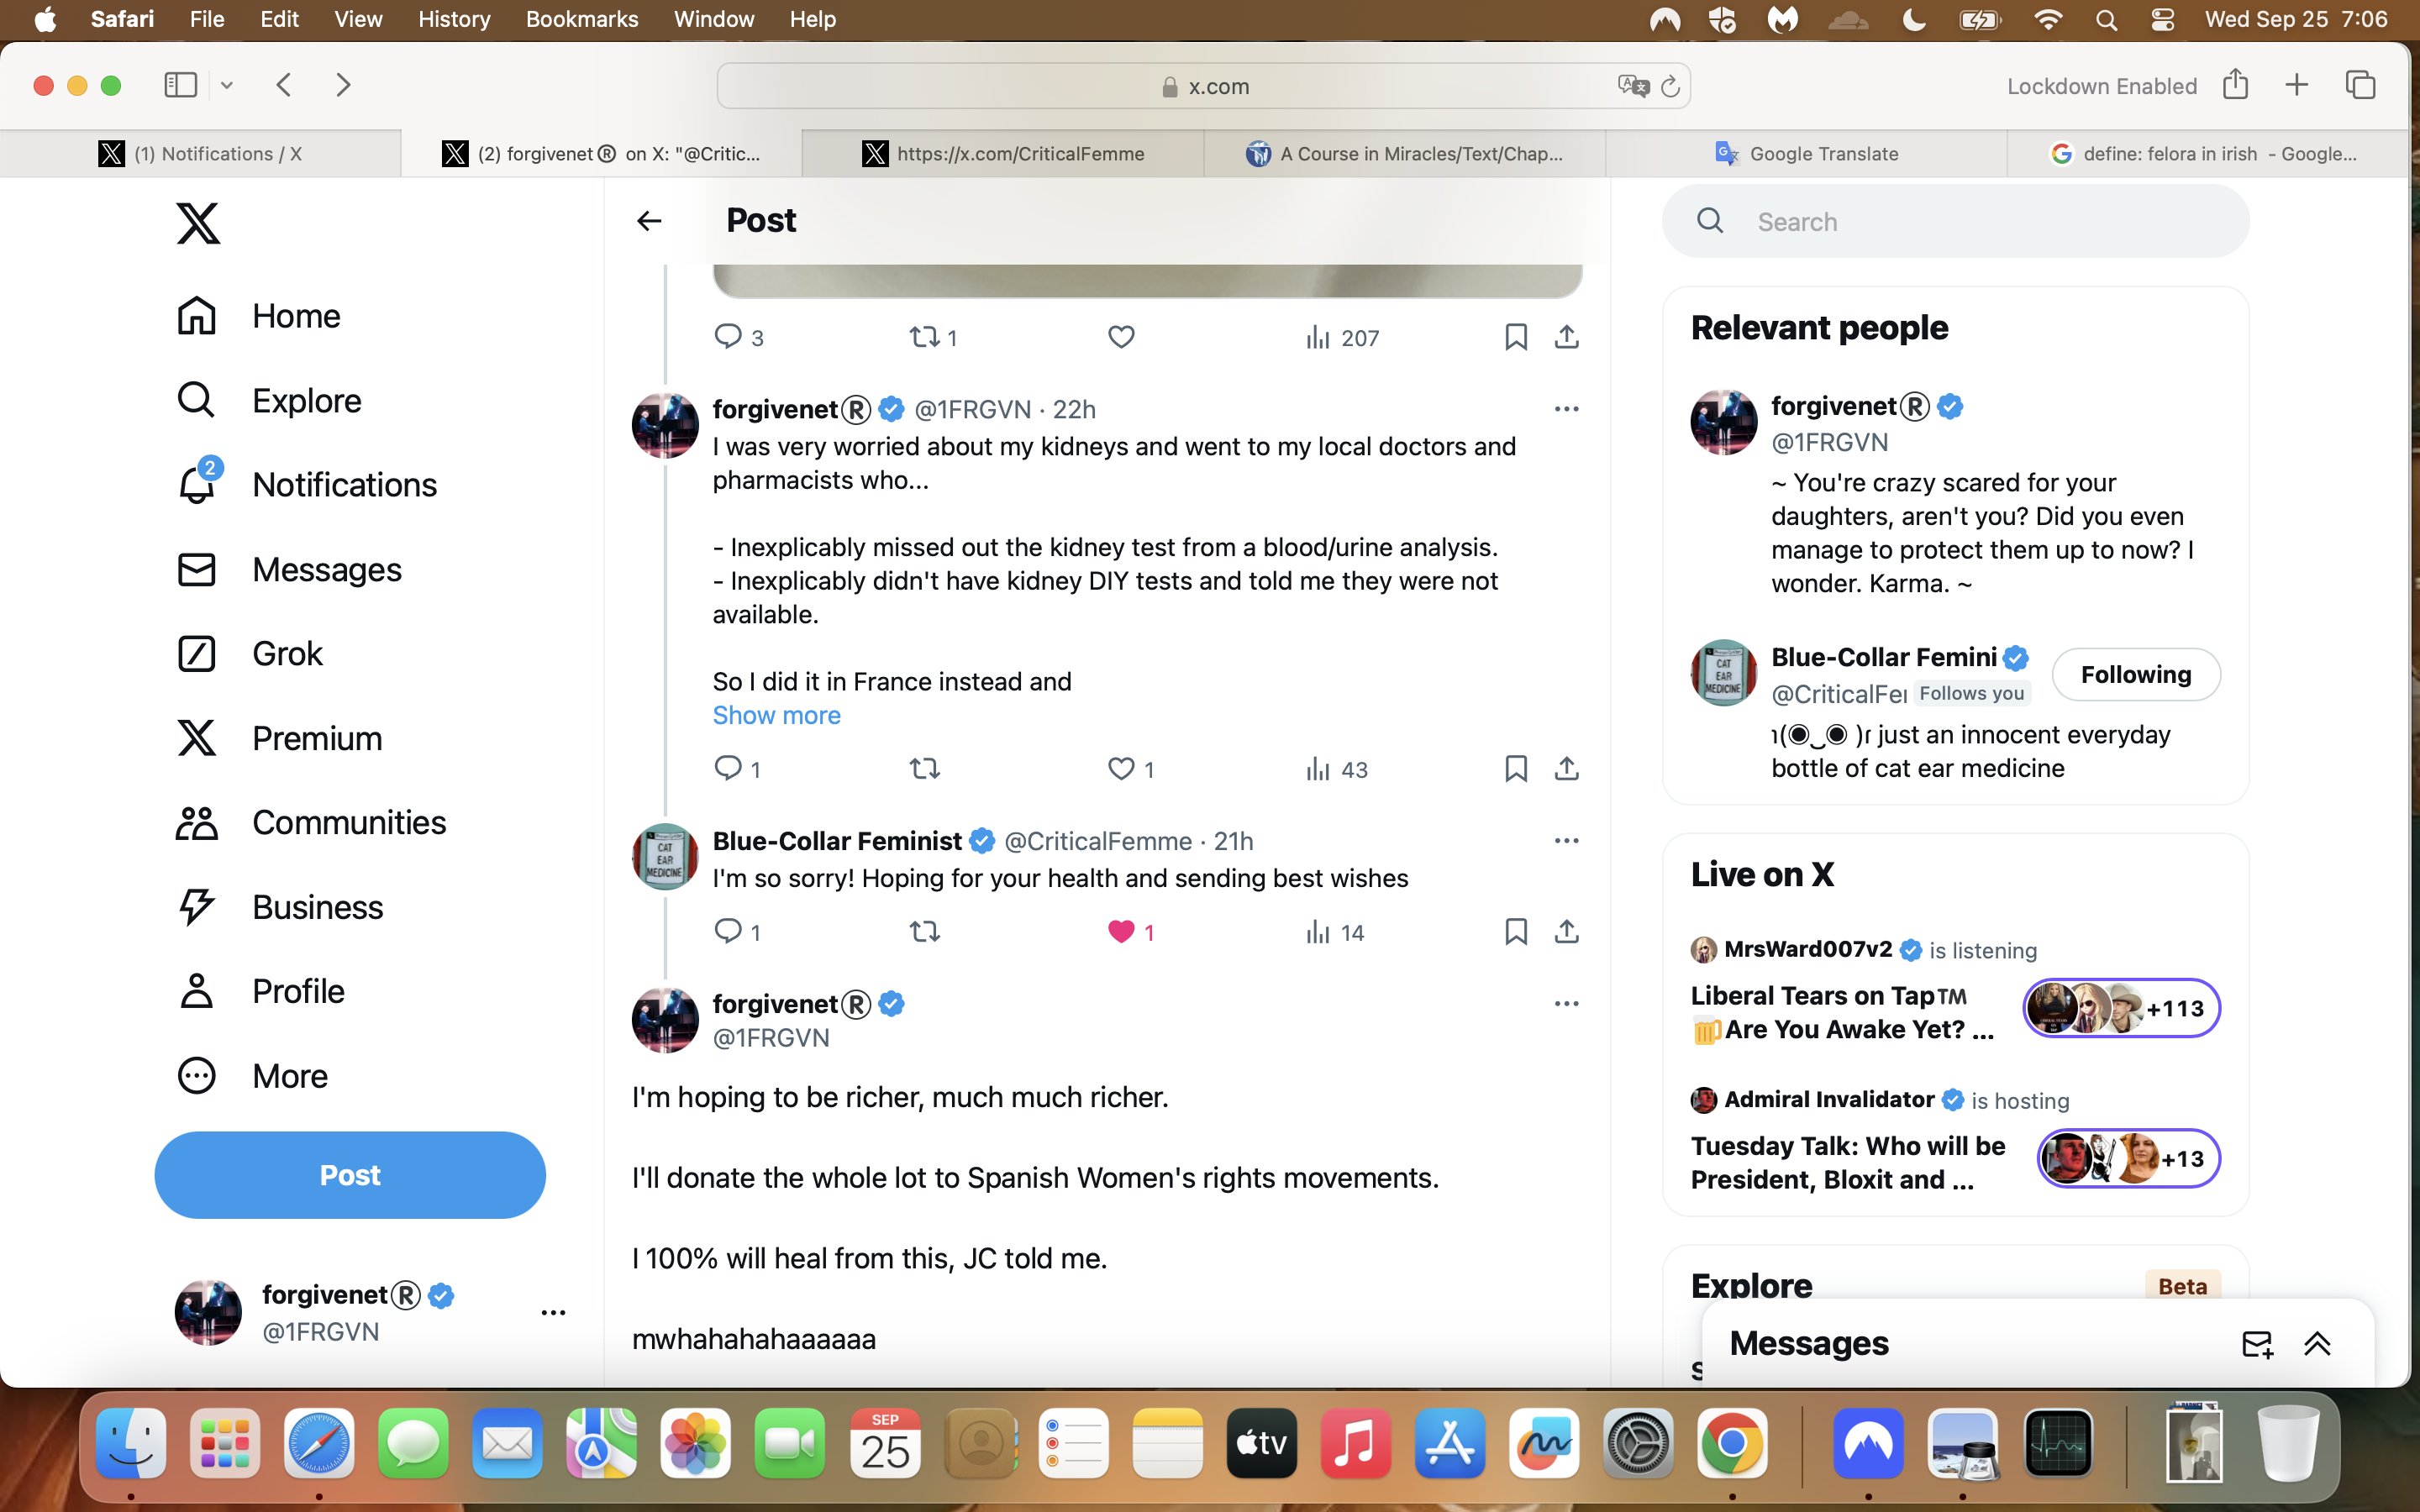 Safari File Edit View History Bookmarks Window Help Wed Sep 25 7:06
x.com
Lockdown Enabled
(1) Notifications / X
(2) forgivenet® on X: "@Critic...
https://x.com/CriticalFemme
A Course in Miracles/Text/Chap...
Google Translate
define: felora in irish - Google...
Home
Explore
2
Notifications
Messages
Grok
Premium
Communities
Business
Profile
More
Post
forgivenet®
@1FRGVN
Post
3 1 207
forgivenet® @1FRGVN · 22h
I was very worried about my kidneys and went to my local doctors and
pharmacists who...
- Inexplicably missed out the kidney test from a blood/urine analysis.
- Inexplicably didn't have kidney DIY tests and told me they were not
available.
So I did it in France instead and
Show more
1 1 43
CAT
EAR
MEDICINE
Blue-Collar Feminist @CriticalFemme · 21h
I'm so sorry! Hoping for your health and sending best wishes
1 1 14
forgivenet®
@1FRGVN
I'm hoping to be richer, much much richer.
I'll donate the whole lot to Spanish Women's rights movements.
I 100% will heal from this, JC told me.
mwhahahahaaaaaa
Search
Relevant people
forgivenet®
@1FRGVN
~ You're crazy scared for your
daughters, aren't you? Did you even
manage to protect them up to now? I
wonder. Karma. ~
CAT
EAR
MEDICINE
Blue-Collar Femini
@CriticalFe Follows you
Following
ɿ(◉‿◉ )ɾ just an innocent everyday
bottle of cat ear medicine
Live on X
MrsWard007v2 is listening
Liberal Tears on Tap™
🍺Are You Awake Yet? ...
+113
Admiral Invalidator is hosting
Tuesday Talk: Who will be
President, Bloxit and ...
+13
Explore
Beta
Messages
SEP
25
tv